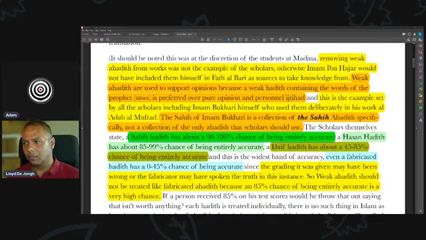 translation.
(It should be noted this was at the discretion of the students at Madina, removing weak
ahadith from works was not the example of the scholars, otherwise Imam Ibn Hajar would
not have included them in Fath al Bari as sources to take knowledge from. Weak
ahadith are used to support opinions because a weak hadith containing the words of the
prophet (saws) is preferred over pure opinion and personnel ijtihad and this is the example set
by all the scholars including Imam Bukhari himself who used them deliberately in his work al
Adab al Mufrad. The Sahih of Imam Bukhari is a collection of the Sahih Ahadith specifi-
cally, not a collection of the only ahadith that scholars should use. The Scholars themselves
state, a Sahih hadith has about a 99-100% chance of being entirely accurate, a Hasan Hadith
has about 85-99% chance of being entirely accurate, a Daif hadith has about a 45-85%
chance of being entirely accurate and this is the widest band of accuracy, even a fabricated
hadith has a 0-45% chance of being accurate since the grading it was given may have been
wrong or the fabricator may have spoken the truth in this instance. So Weak ahadith should
not be treated like fabricated ahadith because an 85% chance of being entirely accurate is a
very high chance. If a person received 85% on his test scores would he throw that out saying
that isn't worth anything? each hadith is treated individually, there is no such thing in Islam as
Adam
Lloyd De Jongh